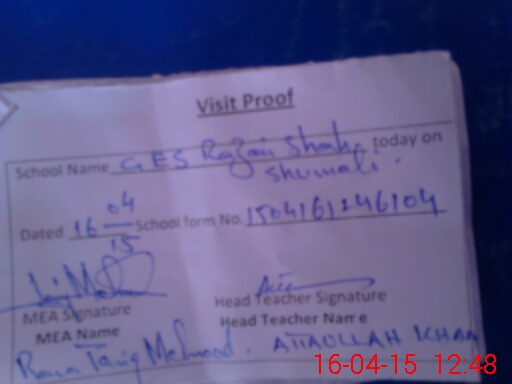 Visit Proof
School Name GES Razai Shah today on
Shumali.
Dated 16 04 15 School form No. 1504161246104
MEA Signature
Head Teacher Signature
MEA Name
Head Teacher Name
Rana Tariq Mehmood. ATTAULLAH KHAN
16-04-15 12:48